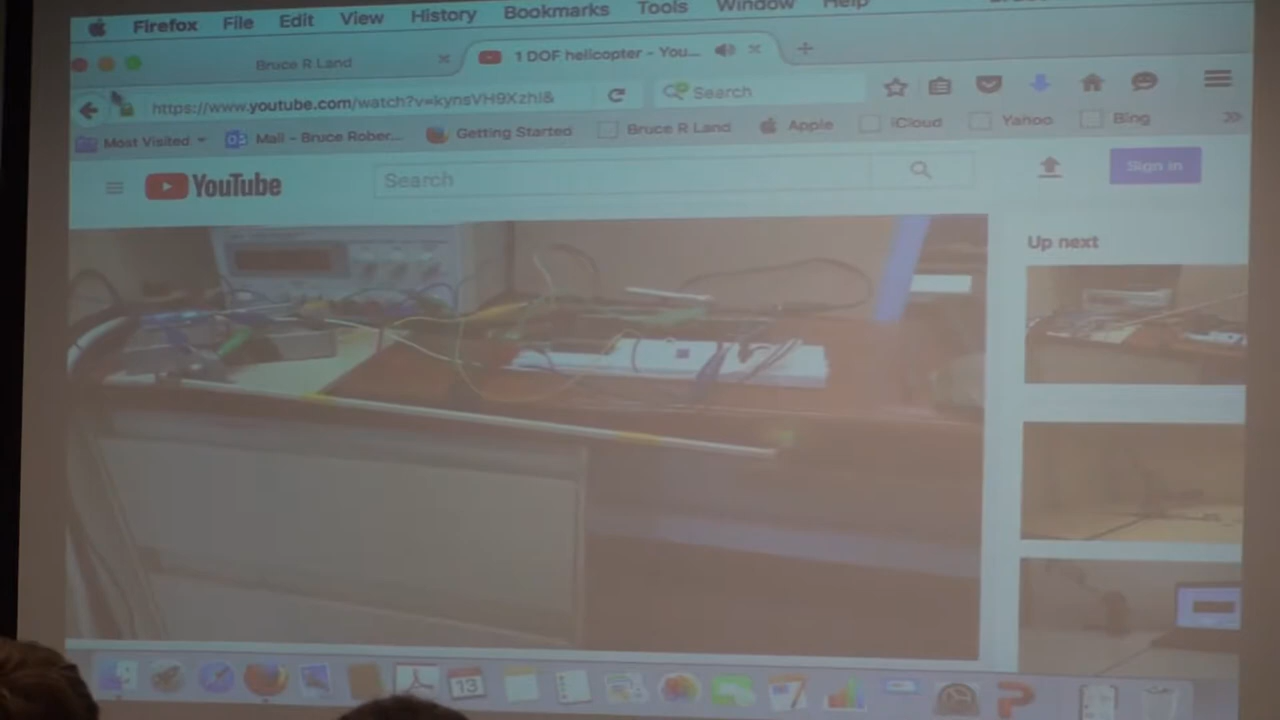 Firefox File Edit View History Bookmarks Tools Window Help
Bruce R Land
1 DOF helicopter - You...
https://www.youtube.com/watch?v=kynsVH9XzhI&
Search
Most Visited
Mail - Bruce Rober...
Getting Started
Bruce R Land
Apple
iCloud
Yahoo
Bing
YouTube
Search
Sign in
Up next
13